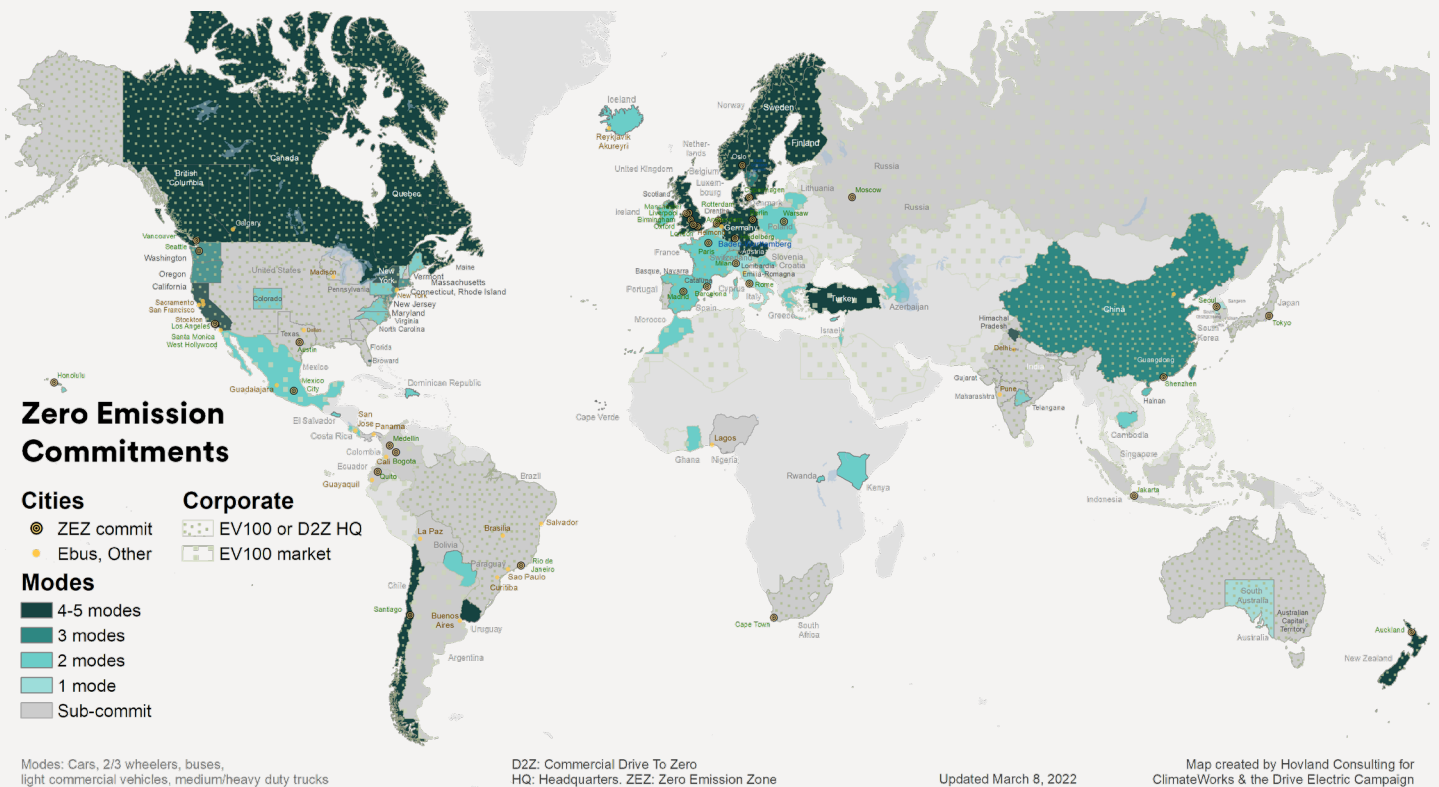 Iceland
Reykjavik
Akureyri
Norway
Sweden
Finland
Oslo
Nether-
lands
United Kingdom
Belgium
Luxem-
bourg
Scotland
Ireland
Liverpool
Birmingham
Oxford
Rotterdam
Lithuania
Moscow
Russia
Russia
Warsaw
Poland
Germany
Heidelberg
Austria
Paris
France
Slovenia
Croatia
Lombardia
Emilia-Romagna
Basque, Navarra
Catalunya
Portugal
Madrid
Barcelona
Spain
Rome
Italy
Cyprus
Greece
Turkey
Azerbaijan
Israel
Morocco
Canada
British
Columbia
Quebec
Calgary
Vancouver
Seattle
Washington
Oregon
California
Sacramento
San Francisco
Stockton
Los Angeles
Santa Monica
West Hollywood
United States
Madison
Colorado
Texas
Dallas
Austin
New
York
Pennsylvania
Maine
Vermont
Massachusetts
Connecticut, Rhode Island
New York
New Jersey
Maryland
Virginia
North Carolina
Florida
Broward
Honolulu
Mexico
Mexico
City
Guadalajara
Dominican Republic
El Salvador
Costa Rica
San
Jose
Panama
Medellin
Colombia
Cali
Bogota
Ecuador
Quito
Guayaquil
Brazil
La Paz
Bolivia
Brasilia
Salvador
Paraguay
Rio de
Janeiro
Sao Paulo
Curitiba
Chile
Santiago
Buenos
Aires
Uruguay
Argentina
Cape Verde
Ghana
Lagos
Nigeria
Rwanda
Kenya
Cape Town
South
Africa
China
Guangdong
Shenzhen
Hainan
Seoul
South
Korea
Japan
Tokyo
Himachal
Pradesh
Delhi
India
Gujarat
Maharashtra
Pune
Telangana
Cambodia
Singapore
Indonesia
Jakarta
South
Australia
Australian
Capital
Territory
Australia
Auckland
New Zealand
Zero Emission
Commitments
Cities
ZEZ commit
Ebus, Other
Corporate
EV100 or D2Z HQ
EV100 market
Modes
4-5 modes
3 modes
2 modes
1 mode
Sub-commit
Modes: Cars, 2/3 wheelers, buses,
light commercial vehicles, medium/heavy duty trucks
D2Z: Commercial Drive To Zero
HQ: Headquarters. ZEZ: Zero Emission Zone
Updated March 8, 2022
Map created by Hovland Consulting for
ClimateWorks & the Drive Electric Campaign